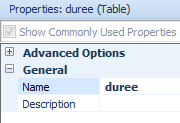 Properties: duree (Table)
Show Commonly Used Properties
Advanced Options
General
Name duree
Description